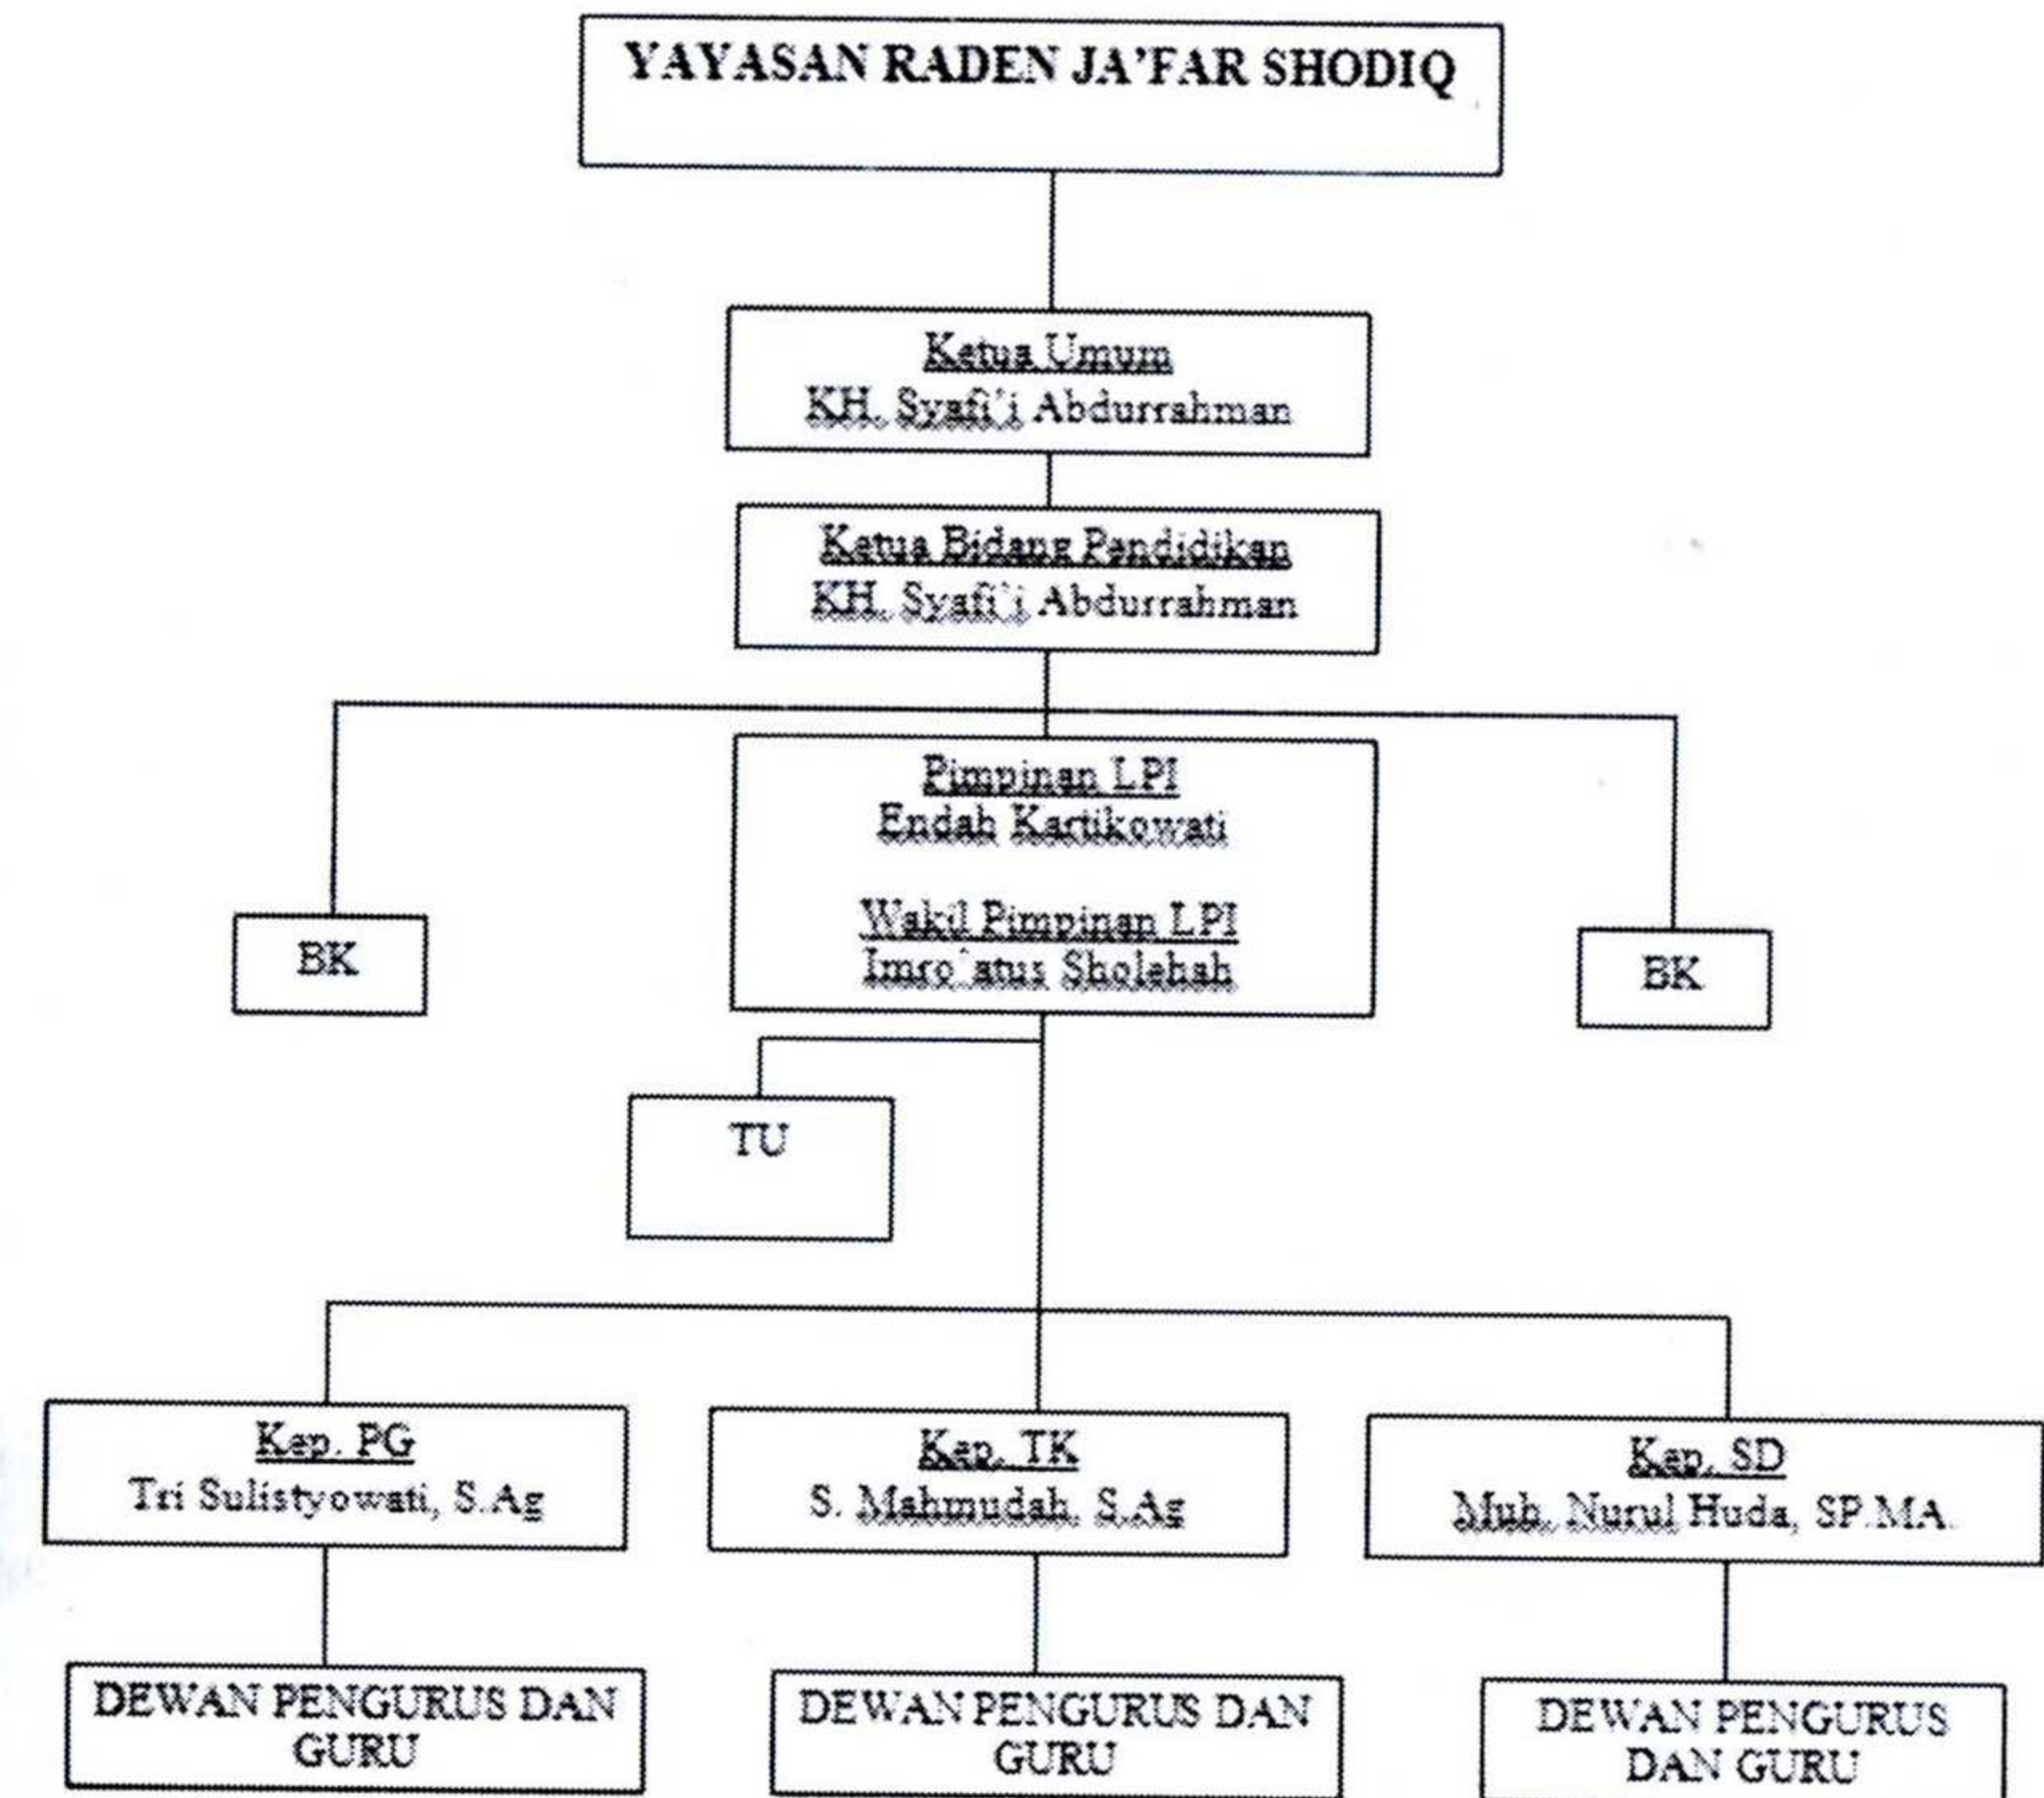 YAYASAN RADEN JA'FAR SHODIQ
Ketua Umum
KH. Syafi`i Abdurrahman
Ketua Bidang Pendidikan
KH. Syafi`i Abdurrahman
Pimpinan LPI
Endah Kartikowati
Wakil Pimpinan LPI
Imro`atus Sholehah
BK
BK
TU
Kep. PG
Tri Sulistyowati, S.Ag
Kep. TK
S. Mahmudah, S.Ag
Kep. SD
Muh. Nurul Huda, SP.MA.
DEWAN PENGURUS DAN
GURU
DEWAN PENGURUS DAN
GURU
DEWAN PENGURUS
DAN GURU